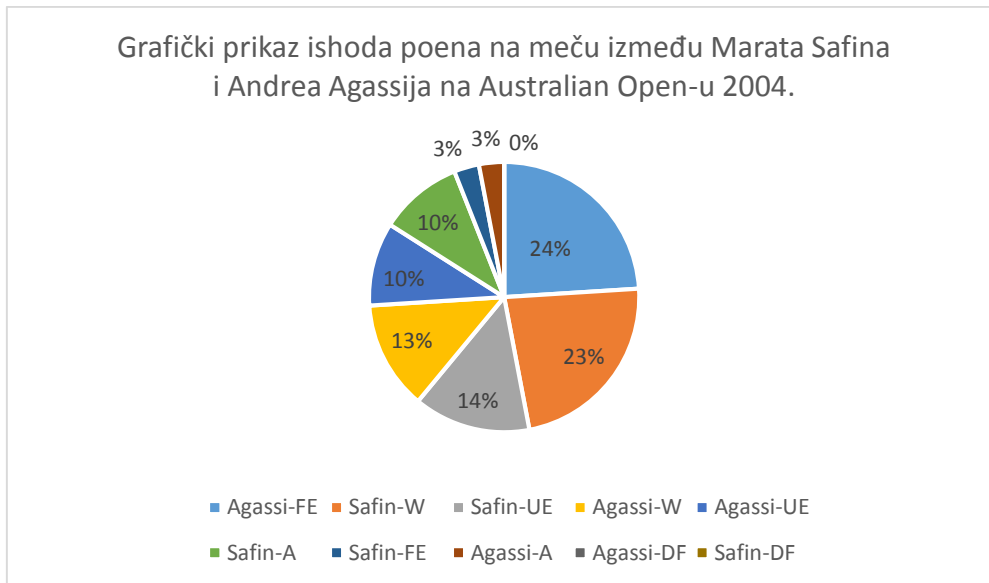 Grafički prikaz ishoda poena na meču između Marata Safina
i Andrea Agassija na Australian Open-u 2004.
3% 3% 0%
10% 24%
10%
13% 23%
14%
Agassi-FE Safin-W Safin-UE Agassi-W Agassi-UE
Safin-A Safin-FE Agassi-A Agassi-DF Safin-DF